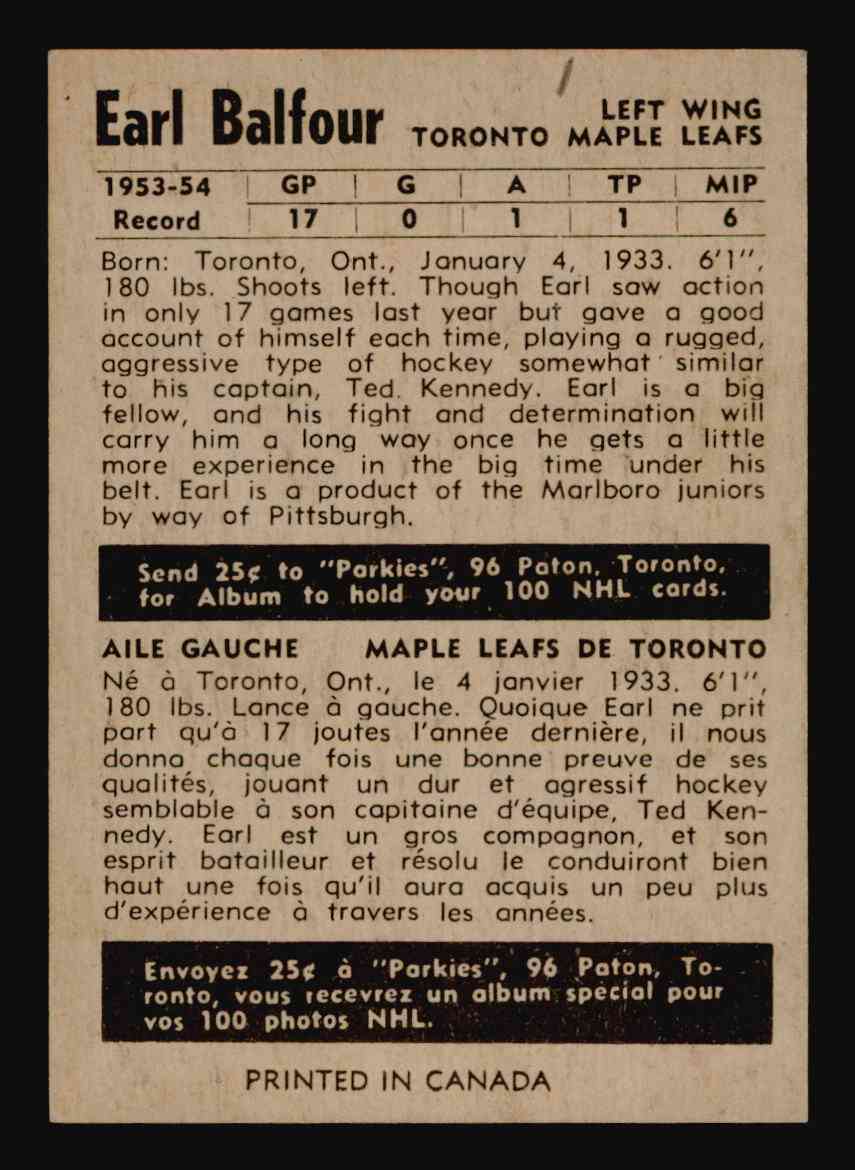 Earl Balfour LEFT WING
TORONTO MAPLE LEAFS
1953-54 GP G A TP MIP
Record 17 0 1 1 6
Born: Toronto, Ont., January 4, 1933. 6'1",
180 lbs. Shoots left. Though Earl saw action
in only 17 games last year but gave a good
account of himself each time, playing a rugged,
aggressive type of hockey somewhat similar
to his captain, Ted. Kennedy. Earl is a big
fellow, and his fight and determination will
carry him a long way once he gets a little
more experience in the big time under his
belt. Earl is a product of the Marlboro juniors
by way of Pittsburgh.
Send 25¢ to "Parkies", 96 Paton, Toronto,
for Album to hold your 100 NHL cards.
AILE GAUCHE MAPLE LEAFS DE TORONTO
Né à Toronto, Ont., le 4 janvier 1933. 6'1",
180 lbs. Lance à gauche. Quoique Earl ne prit
part qu'à 17 joutes l'année dernière, il nous
donna chaque fois une bonne preuve de ses
qualités, jouant un dur et agressif hockey
semblable à son capitaine d'équipe, Ted Ken-
nedy. Earl est un gros compagnon, et son
esprit batailleur et résolu le conduiront bien
haut une fois qu'il aura acquis un peu plus
d'expérience à travers les années.
Envoyez 25¢ à "Parkies", 96 Paton, To-
ronto, vous recevrez un album spécial pour
vos 100 photos NHL.
PRINTED IN CANADA